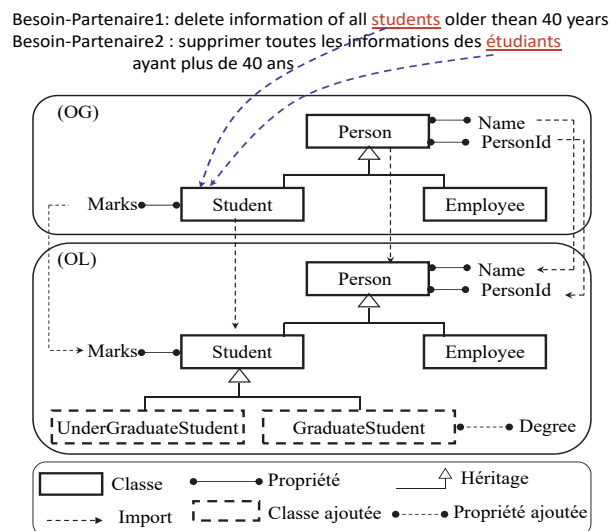 Besoin-Partenaire1: delete information of all students older thean 40 years
Besoin-Partenaire2 : supprimer toutes les informations des étudiants
ayant plus de 40 ans
(OG)
Person
Name
PersonId
Marks
Student
Employee
(OL)
Person
Name
PersonId
Marks
Student
Employee
UnderGraduateStudent
GraduateStudent
Degree
Classe
Propriété
Héritage
Import
Classe ajoutée
Propriété ajoutée